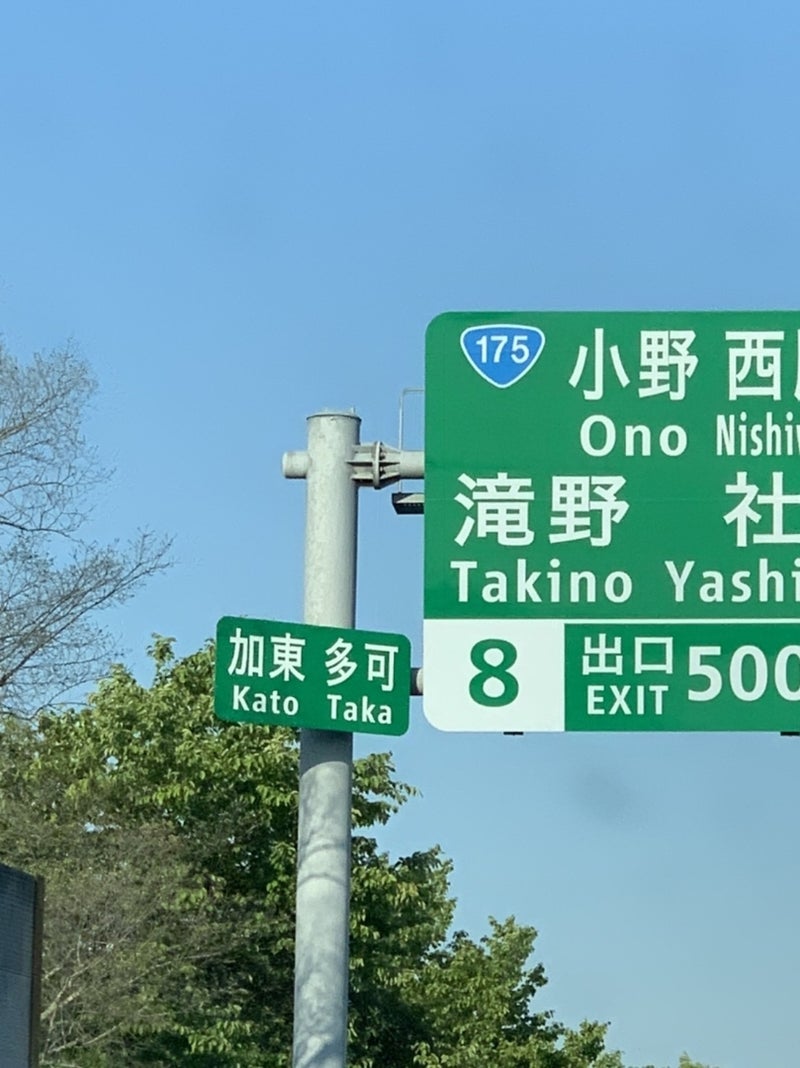 175 小野 西
Ono Nishiw
滝野 社
Takino Yashi
8 出口 500
EXIT
加東 多可
Kato Taka